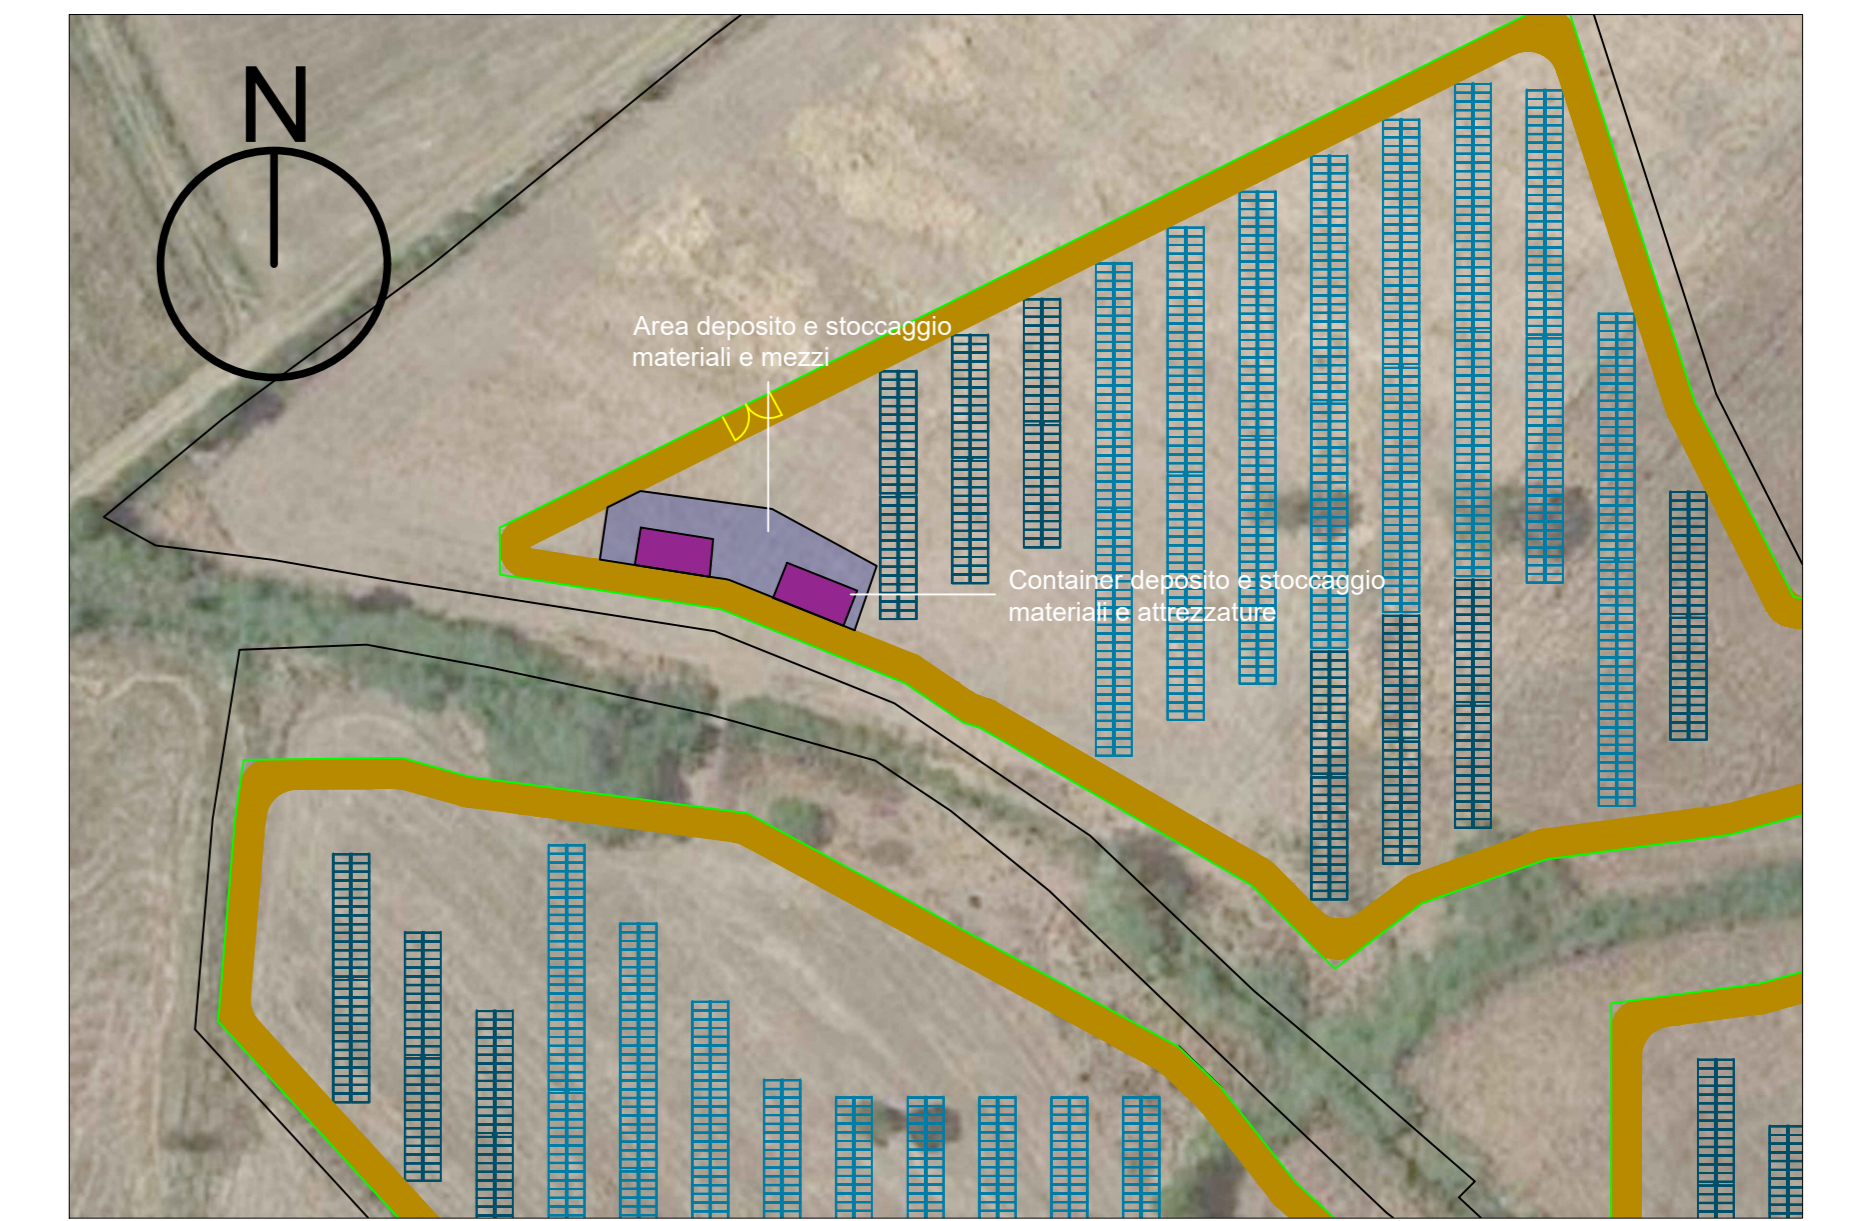 N
Area deposito e stoccaggio
materiali e mezzi
Container deposito e stoccaggio
materiali e attrezzature